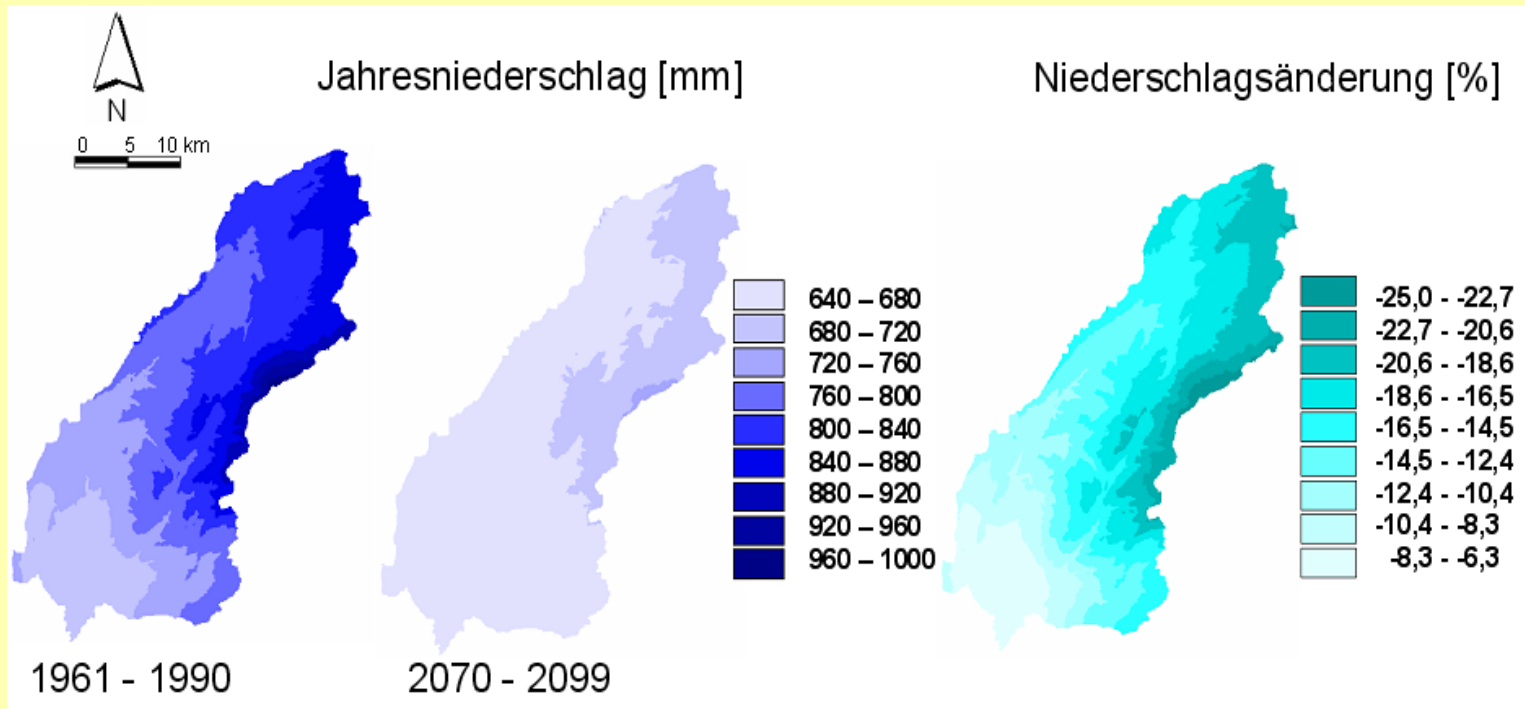 N
0 5 10 km
Jahresniederschlag [mm]
Niederschlagsänderung [%]
640 – 680
680 – 720
720 – 760
760 – 800
800 – 840
840 – 880
880 – 920
920 – 960
960 – 1000
-25,0 - -22,7
-22,7 - -20,6
-20,6 - -18,6
-18,6 - -16,5
-16,5 - -14,5
-14,5 - -12,4
-12,4 - -10,4
-10,4 - -8,3
-8,3 - -6,3
1961 - 1990
2070 - 2099